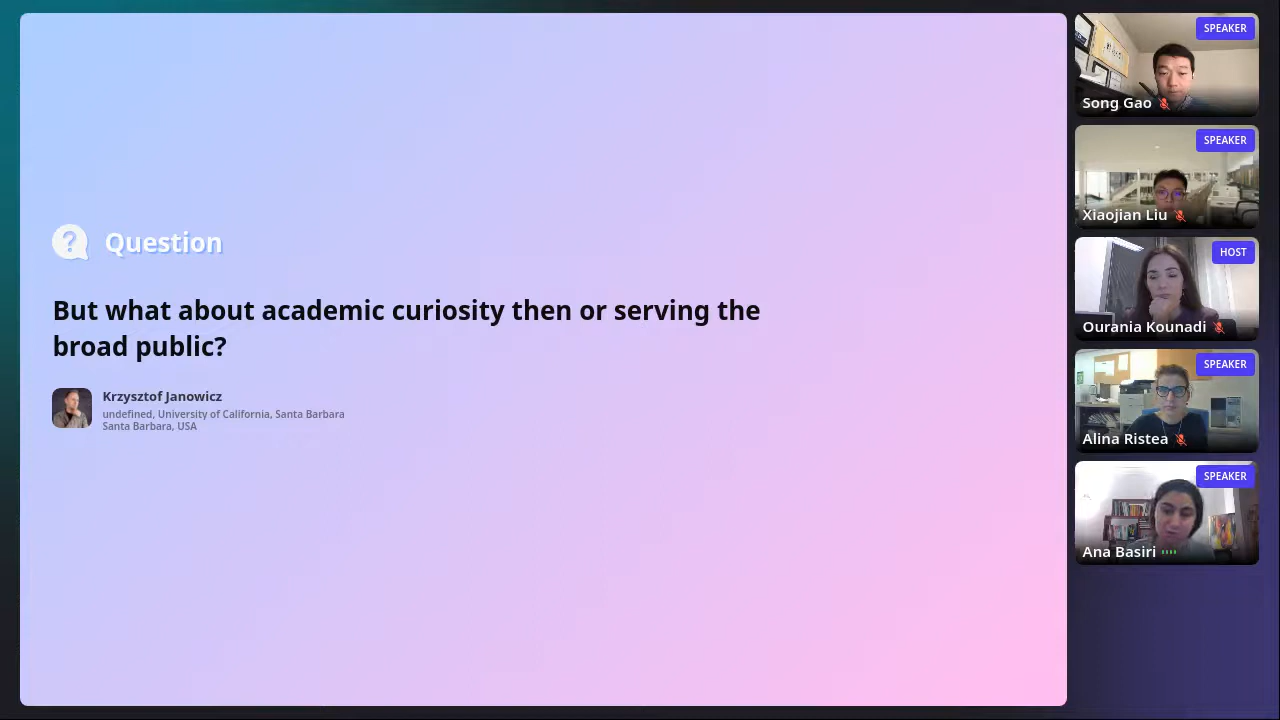 Question
But what about academic curiosity then or serving the
broad public?
Krzysztof Janowicz
undefined, University of California, Santa Barbara
Santa Barbara, USA
SPEAKER
Song Gao
SPEAKER
Xiaojian Liu
HOST
Ourania Kounadi
SPEAKER
Alina Ristea
SPEAKER
Ana Basiri